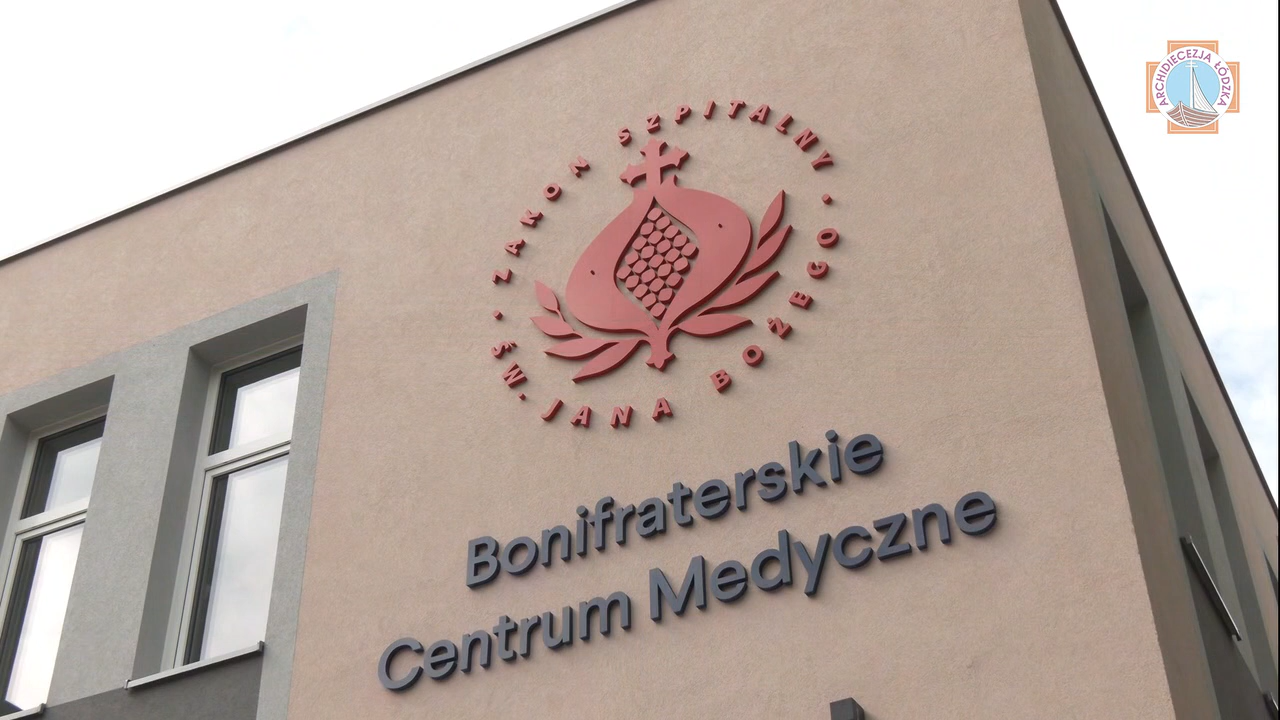 ZAKON SZPITALNY · ŚW. JANA BOŻEGO ·
Bonifraterskie
Centrum Medyczne
ARCHIDIECEZJA ŁÓDZKA